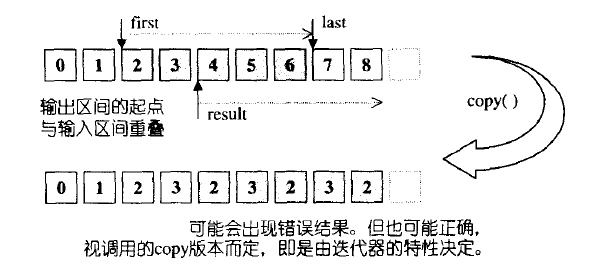 first
last
0 1 2 3 4 5 6 7 8
copy( )
输出区间的起点
与输入区间重叠
result
0 1 2 3 2 3 2 3 2
可能会出现错误结果。但也可能正确，
视调用的copy版本而定，即是由迭代器的特性决定。